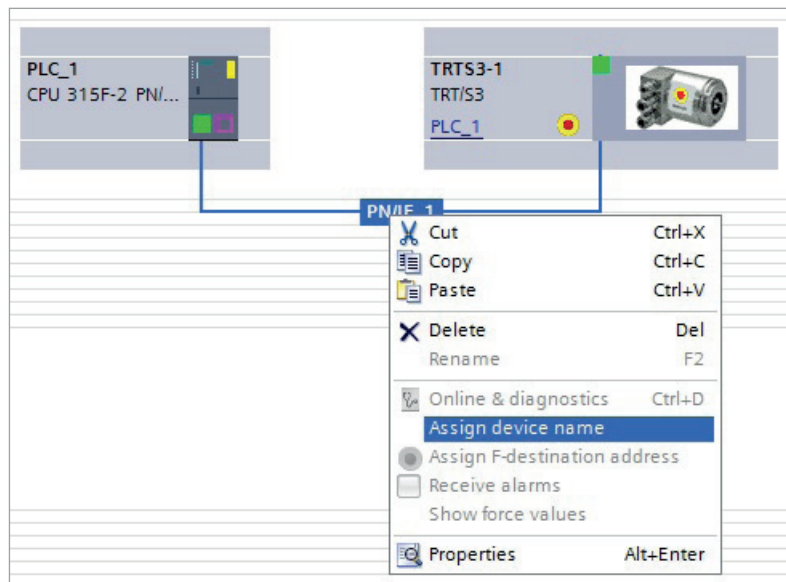 PLC_1
CPU 315F-2 PN/...
TRTS3-1
TRT/S3
PLC_1
PN/IE_1
Cut Ctrl+X
Copy Ctrl+C
Paste Ctrl+V
Delete Del
Rename F2
Online & diagnostics Ctrl+D
Assign device name
Assign F-destination address
Receive alarms
Show force values
Properties Alt+Enter